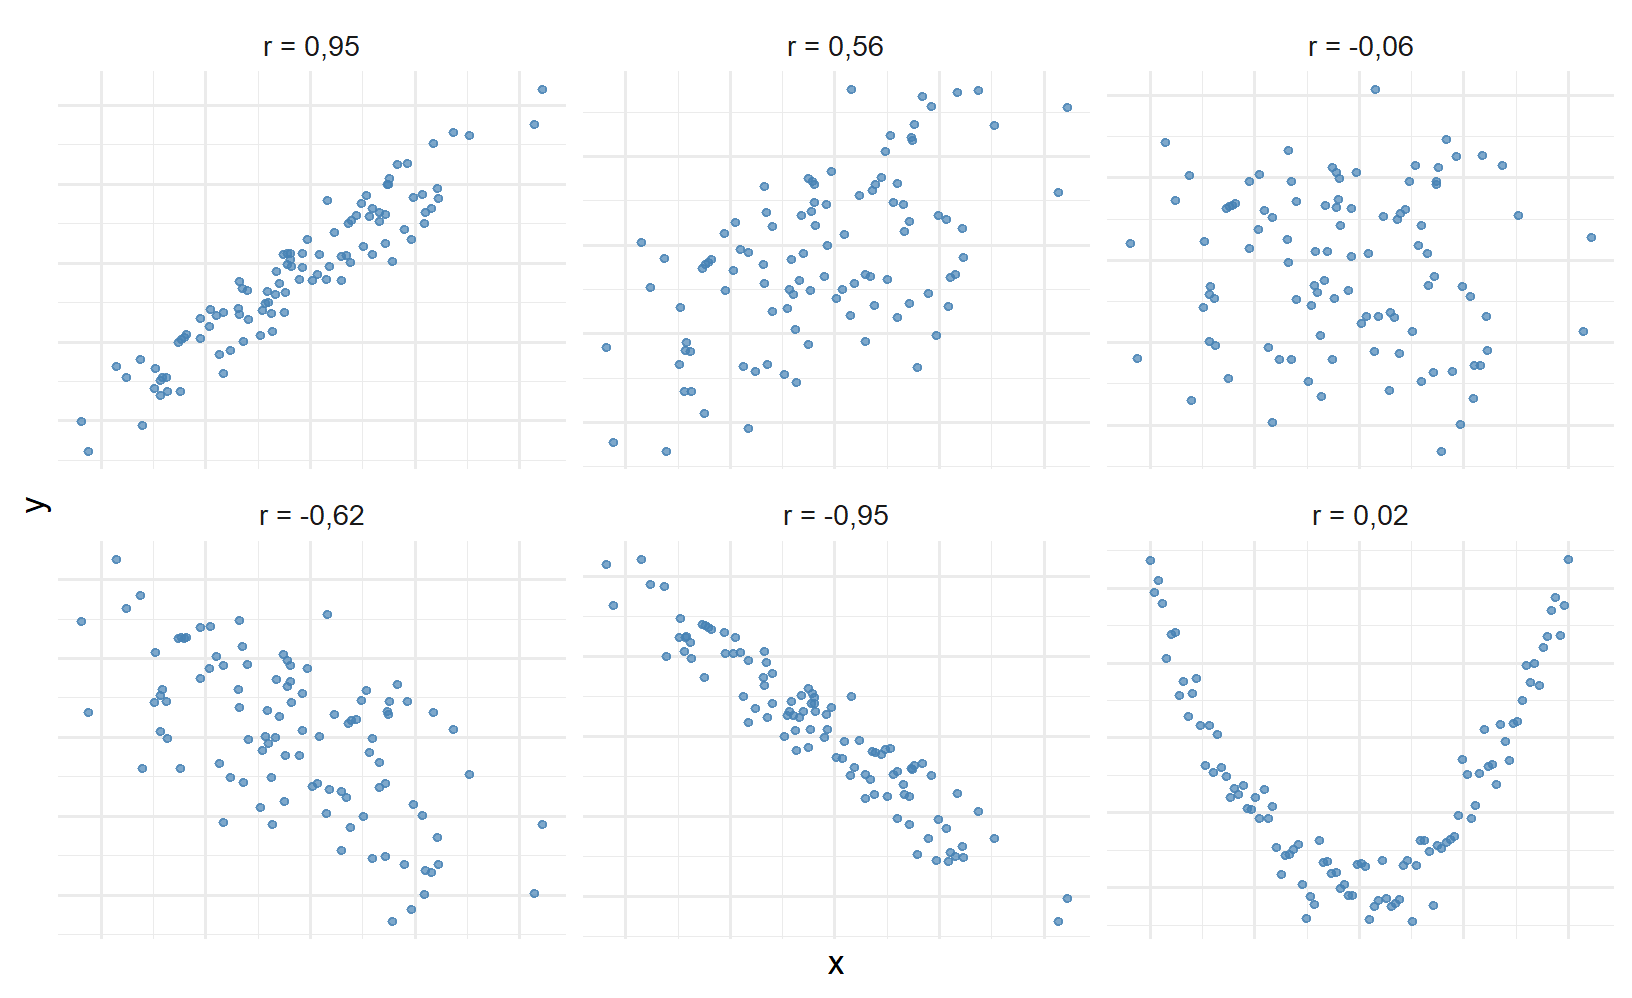 r = 0,95
r = 0,56
r = -0,06
y
r = -0,62
r = -0,95
r = 0,02
x